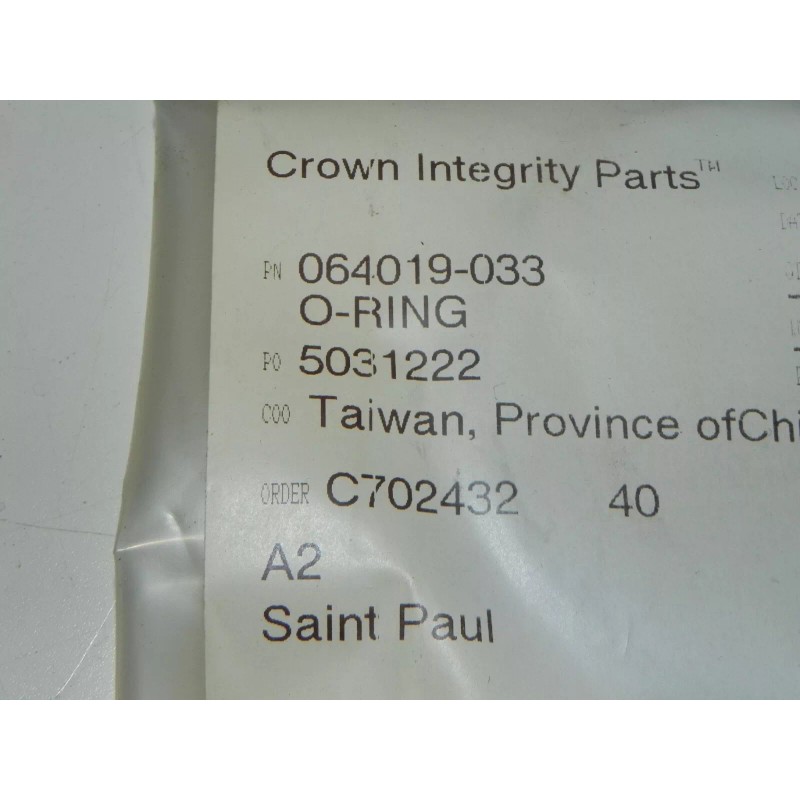 Crown Integrity Parts™
PN 064019-033
O-RING
PO 5031222
COO Taiwan, Province ofChi
ORDER C702432 40
A2
Saint Paul